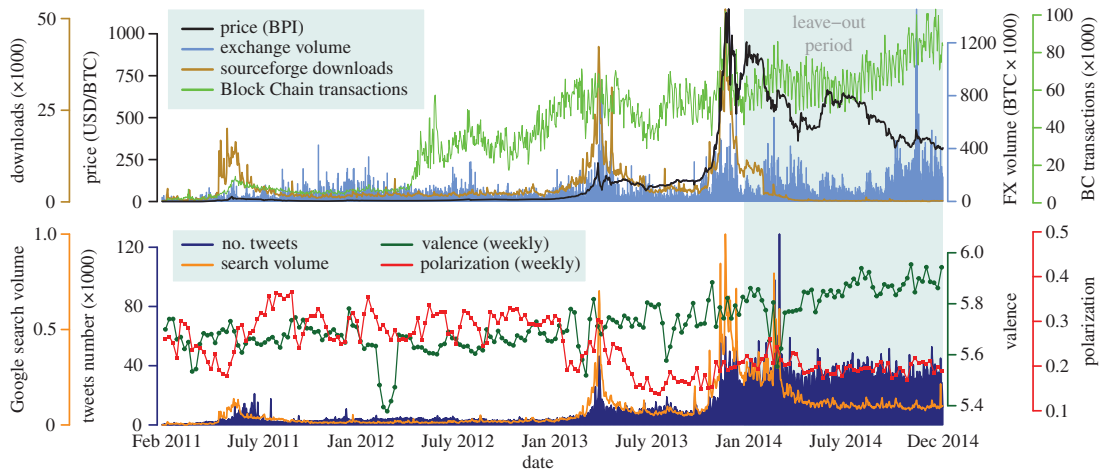 50
25
0
downloads (×1000)
1000
750
500
250
0
price (USD/BTC)
price (BPI)
exchange volume
sourceforge downloads
Block Chain transactions
leave−out
period
1200
800
400
0
FX volume (BTC × 1000)
100
80
60
40
20
0
BC transactions (×1000)
1.0
0.5
0
Google search volume
120
80
40
0
tweets number (×1000)
no. tweets
search volume
valence (weekly)
polarization (weekly)
6.0
5.8
5.6
5.4
valence
0.5
0.4
0.3
0.2
0.1
polarization
Feb 2011 July 2011 Jan 2012 July 2012 Jan 2013 July 2013 Jan 2014 July 2014 Dec 2014
date